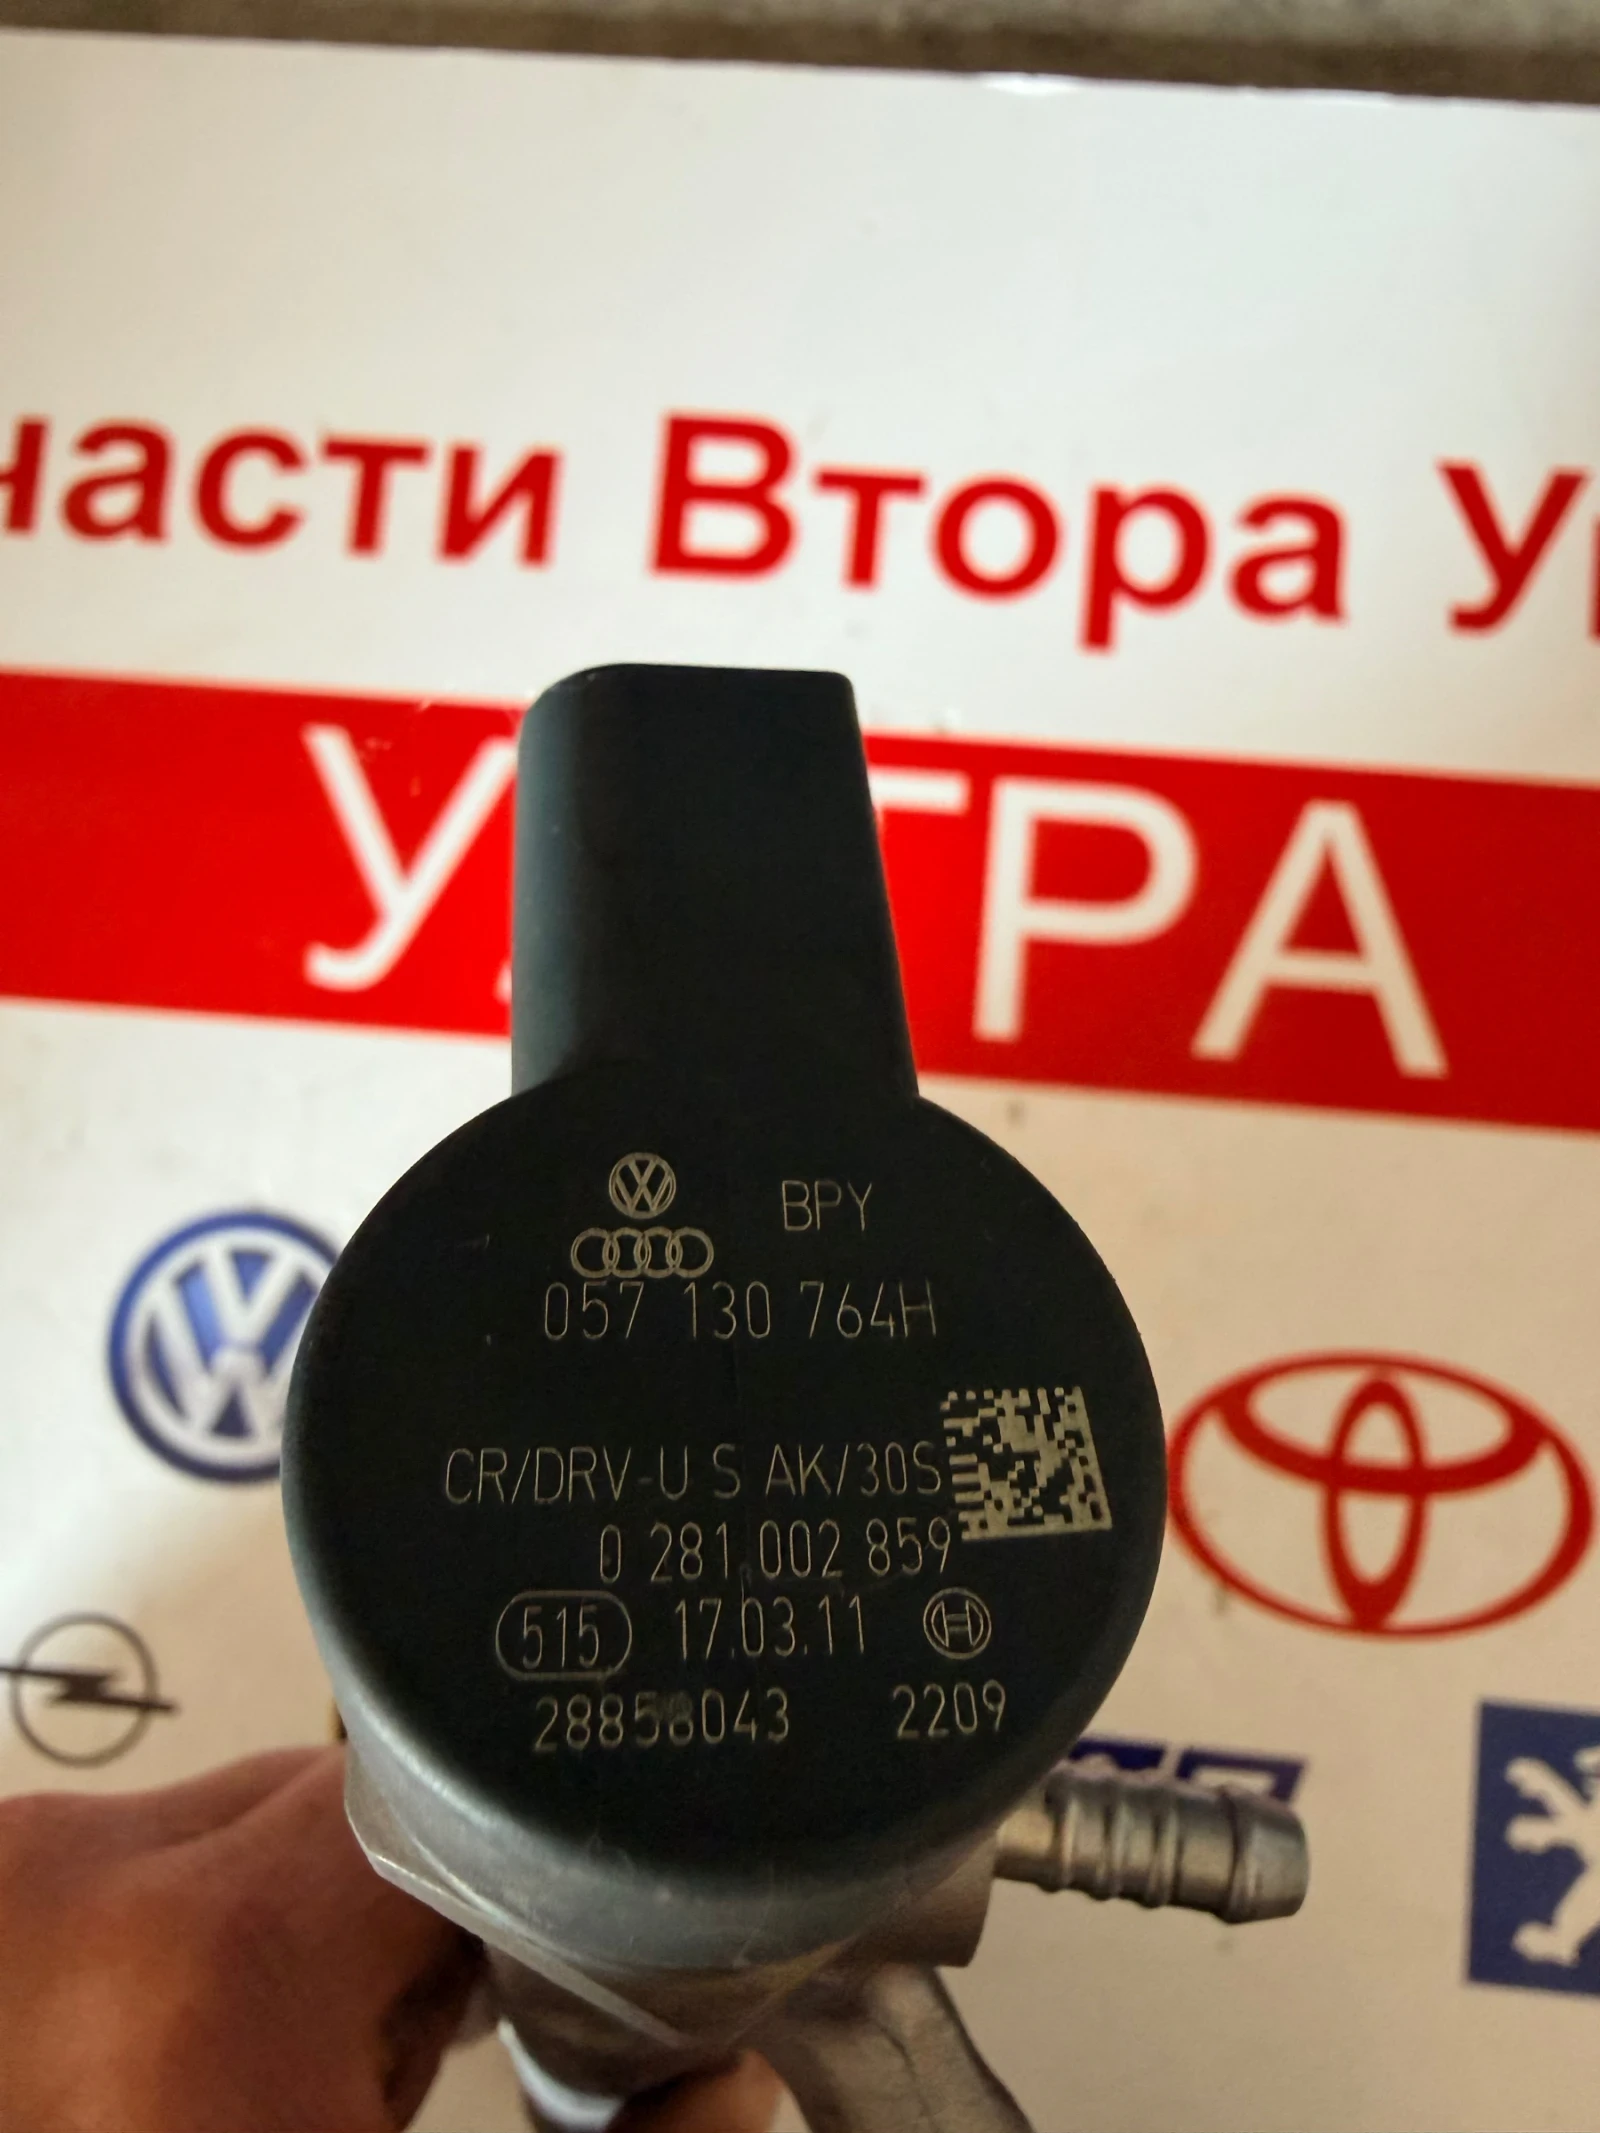 части Втора
У ТРА
BPY
057 130 764H
CR/DRV-U S AK/30S
0 281 002 859
515 17.03.11
28858043 2209